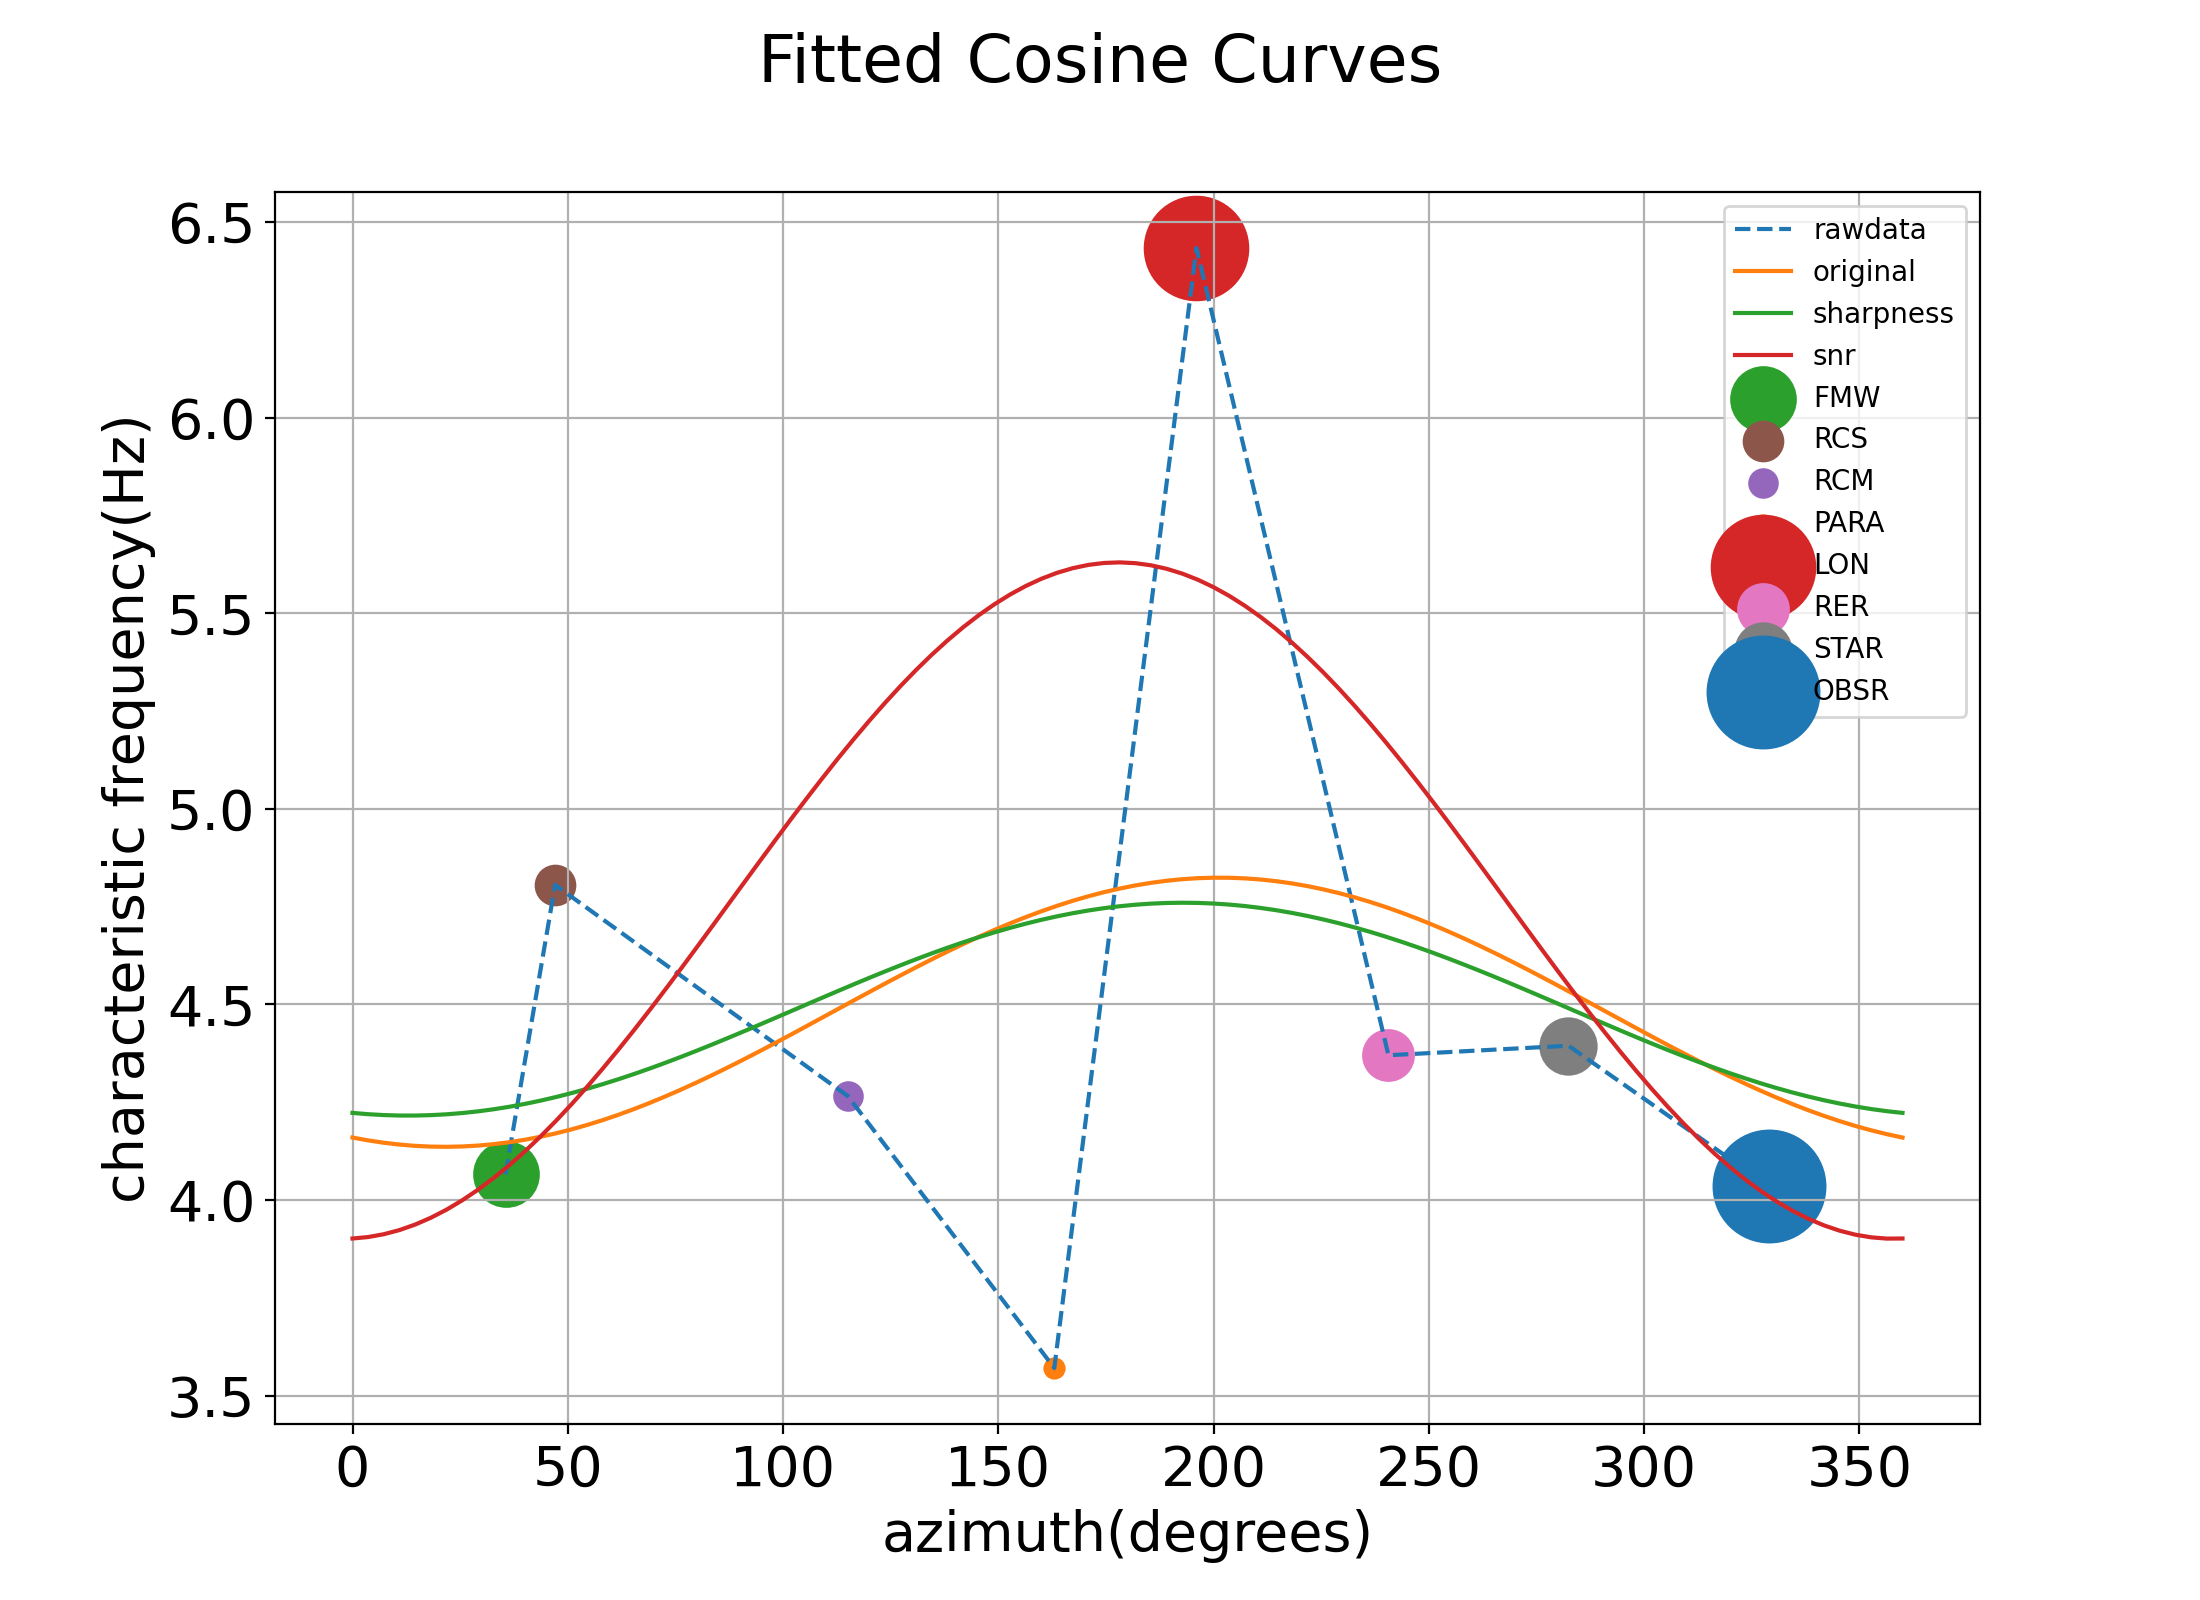 Fitted Cosine Curves
6.5
6.0
5.5
5.0
4.5
4.0
3.5
characteristic frequency(Hz)
rawdata
original
sharpness
snr
FMW
RCS
RCM
PARA
LON
RER
STAR
OBSR
0 50 100 150 200 250 300 350
azimuth(degrees)